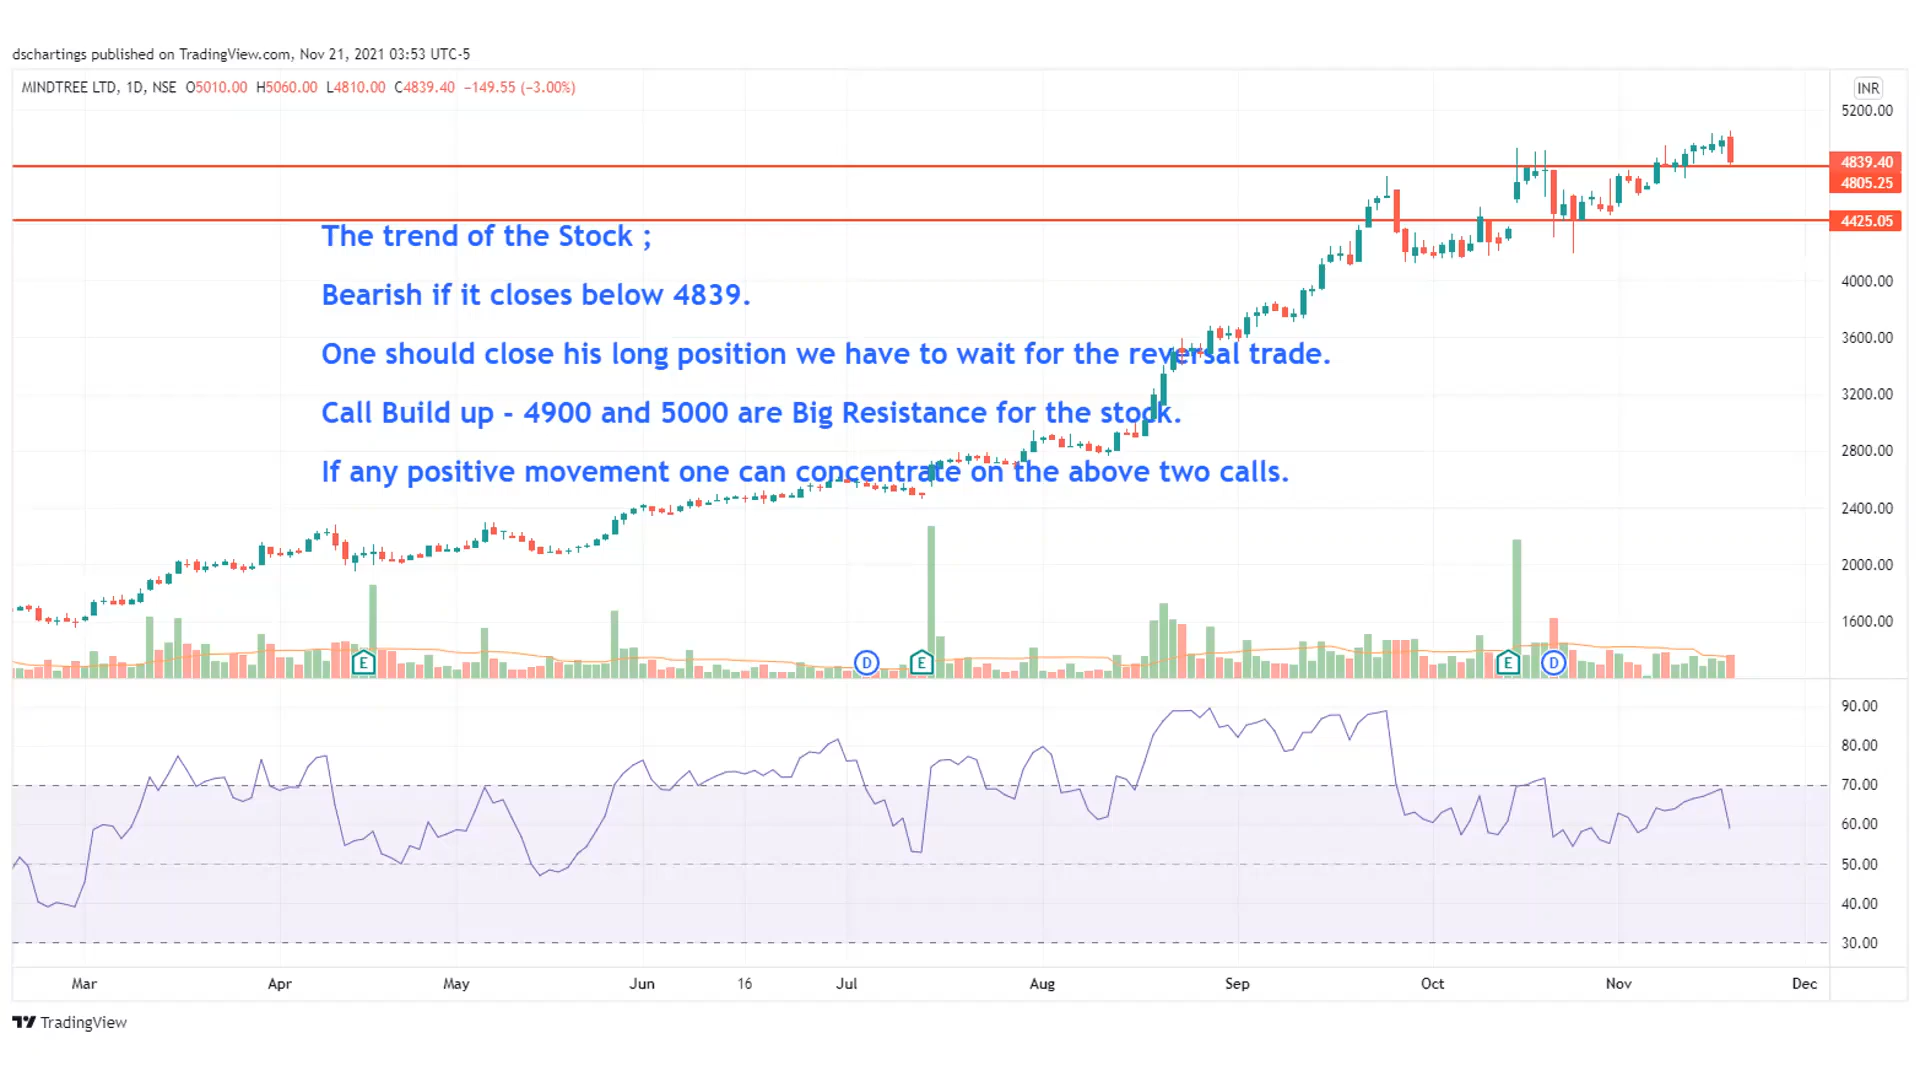 dschartings published on TradingView.com, Nov 21, 2021 03:53 UTC-5
MINDTREE LTD, 1D, NSE O5010.00 H5060.00 L4810.00 C4839.40 −149.55 (−3.00%)
INR
5200.00
4839.40
4805.25
4425.05
The trend of the Stock ;
Bearish if it closes below 4839.
One should close his long position we have to wait for the reversal trade.
Call Build up - 4900 and 5000 are Big Resistance for the stock.
If any positive movement one can concentrate on the above two calls.
4000.00
3600.00
3200.00
2800.00
2400.00
2000.00
1600.00
E D E E D
90.00
80.00
70.00
60.00
50.00
40.00
30.00
Mar Apr May Jun 16 Jul Aug Sep Oct Nov Dec
TradingView